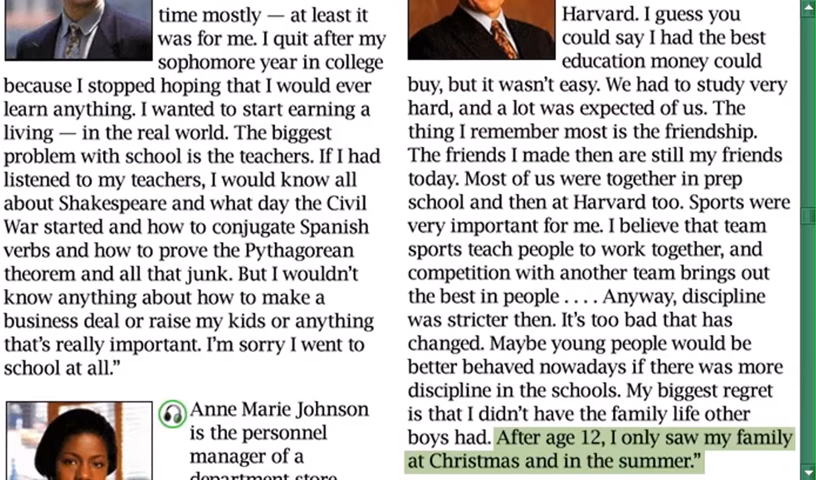 time mostly — at least it
was for me. I quit after my
sophomore year in college
because I stopped hoping that I would ever
learn anything. I wanted to start earning a
living — in the real world. The biggest
problem with school is the teachers. If I had
listened to my teachers, I would know all
about Shakespeare and what day the Civil
War started and how to conjugate Spanish
verbs and how to prove the Pythagorean
theorem and all that junk. But I wouldn't
know anything about how to make a
business deal or raise my kids or anything
that's really important. I'm sorry I went to
school at all.”
Anne Marie Johnson
is the personnel
manager of a
department store
Harvard. I guess you
could say I had the best
education money could
buy, but it wasn't easy. We had to study very
hard, and a lot was expected of us. The
thing I remember most is the friendship.
The friends I made then are still my friends
today. Most of us were together in prep
school and then at Harvard too. Sports were
very important for me. I believe that team
sports teach people to work together, and
competition with another team brings out
the best in people . . . . Anyway, discipline
was stricter then. It's too bad that has
changed. Maybe young people would be
better behaved nowadays if there was more
discipline in the schools. My biggest regret
is that I didn't have the family life other
boys had. After age 12, I only saw my family
at Christmas and in the summer.”